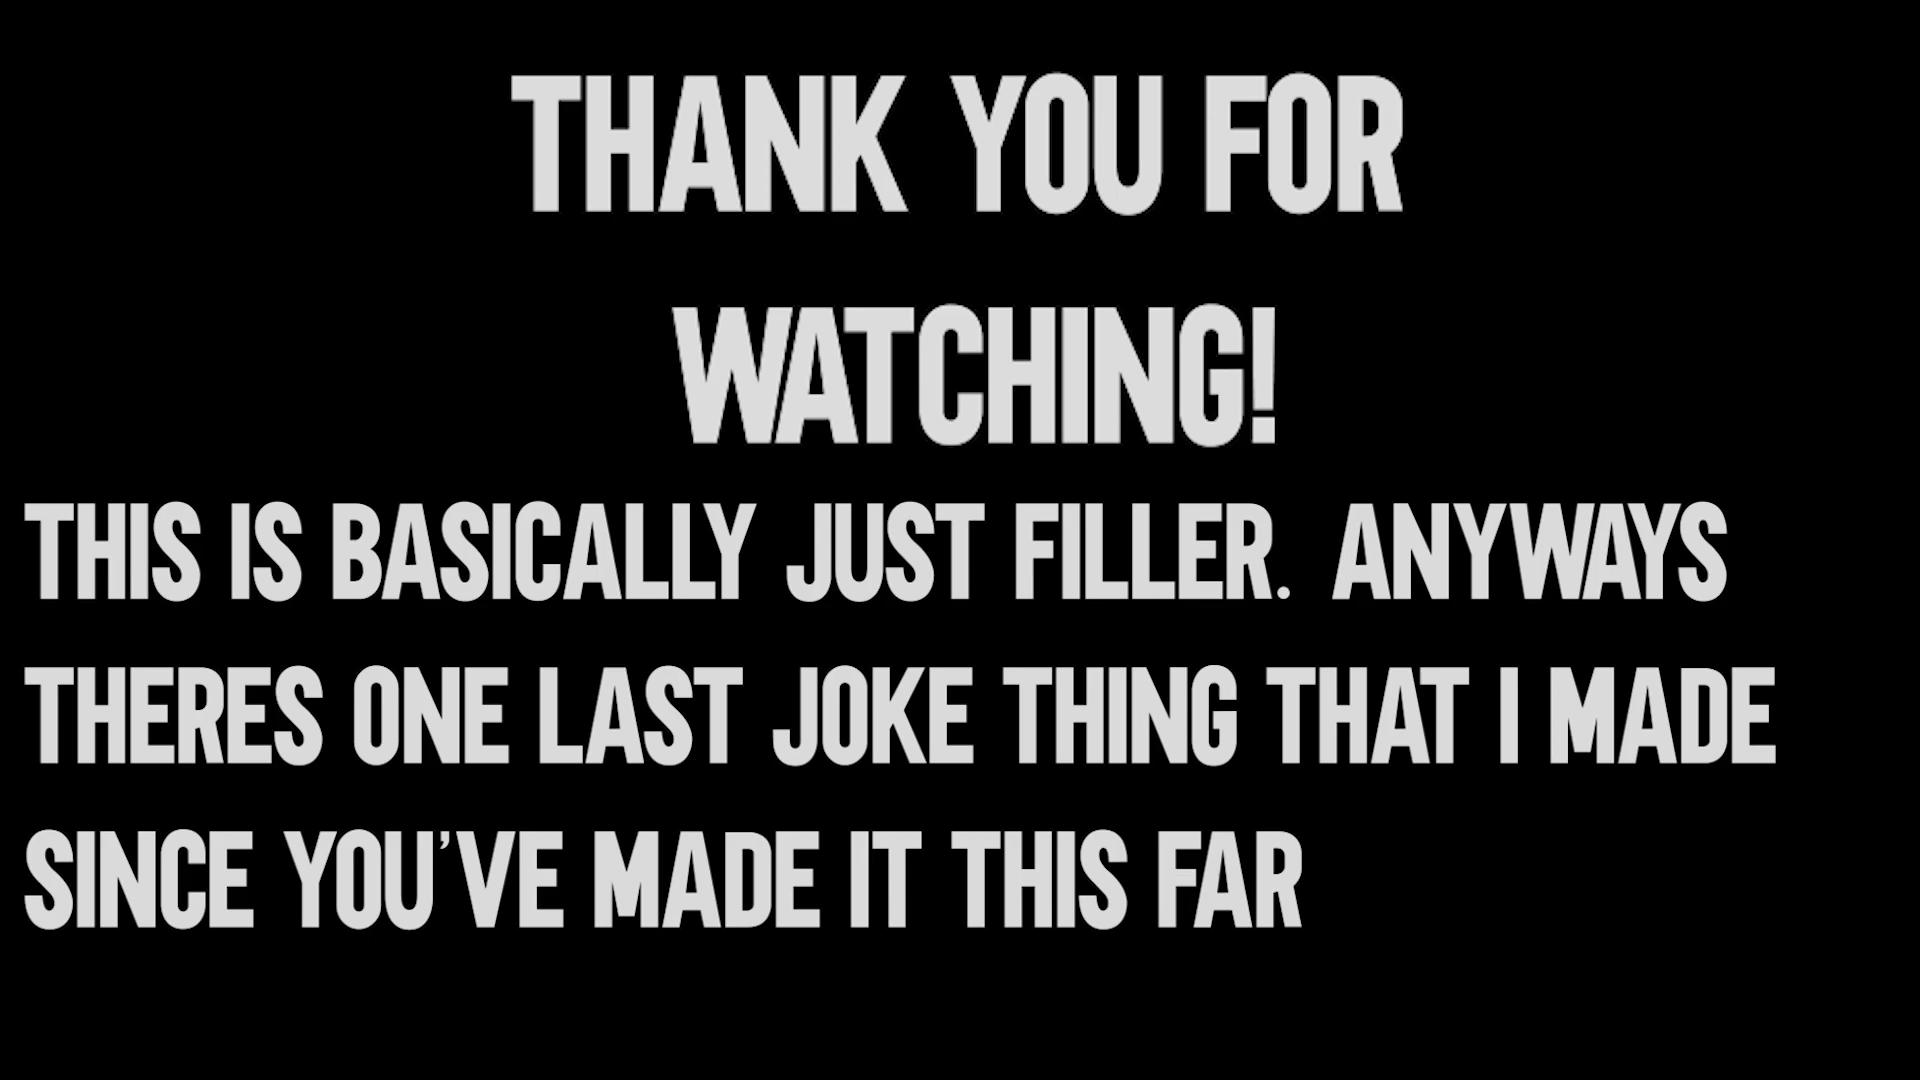 THANK YOU FOR
WATCHING!
THIS IS BASICALLY JUST FILLER. ANYWAYS
THERES ONE LAST JOKE THING THAT I MADE
SINCE YOU'VE MADE IT THIS FAR